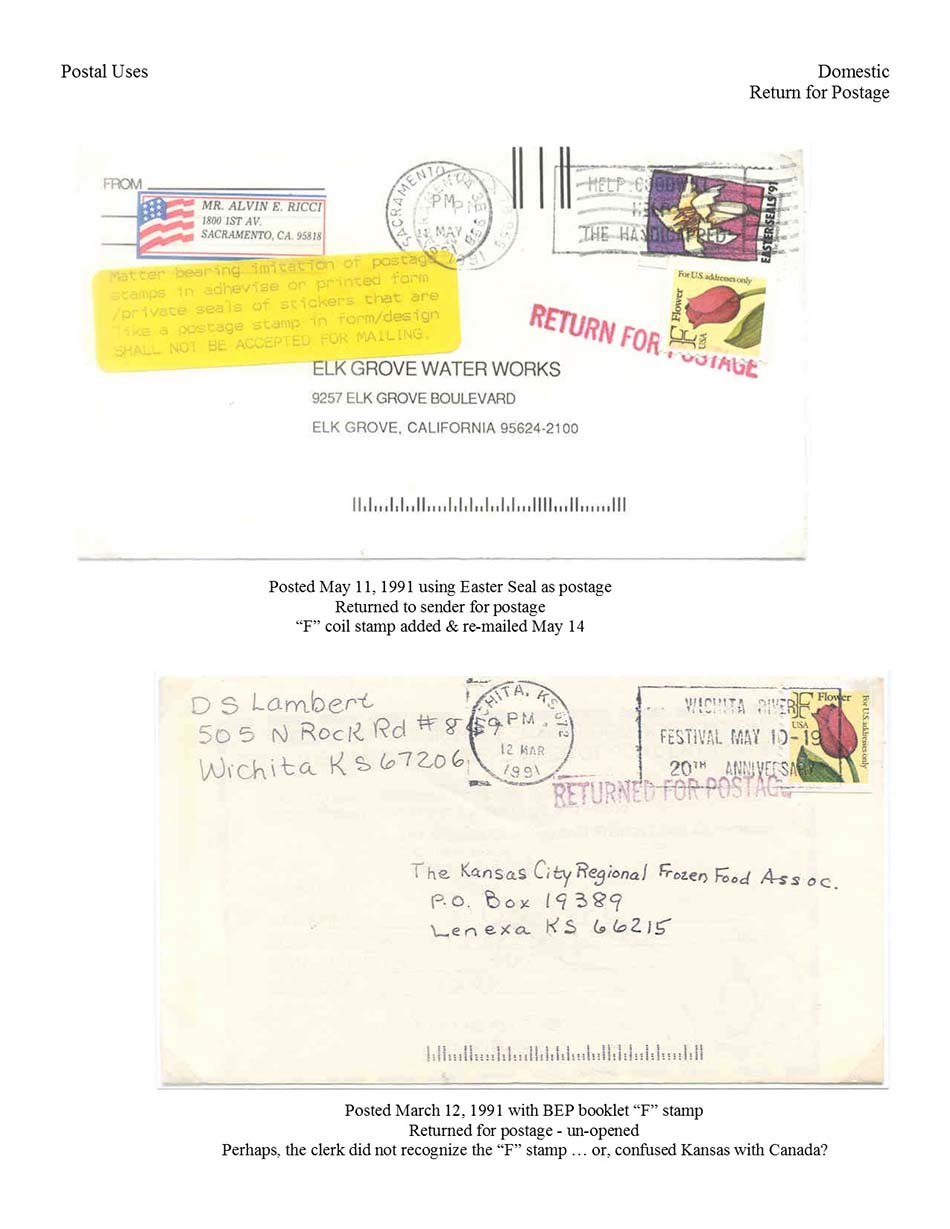 Postal Uses
Domestic
Return for Postage
FROM
MR. ALVIN E. RICCI
1800 1ST AV.
SACRAMENTO, CA. 95818
SACRAMENTO
PM
PM
11 MAY
1991
HELP GOODWILL
THE HANDICAPPED
EASTER SEALS '91
Matter bearing imitation of postage
stamps in adhevise or printed form
/private seals of stickers that are
like a postage stamp in form/design
SHALL NOT BE ACCEPTED FOR MAILING.
For U.S. addresses only
F Flower
USA
RETURN FOR POSTAGE
ELK GROVE WATER WORKS
9257 ELK GROVE BOULEVARD
ELK GROVE, CALIFORNIA 95624-2100
Posted May 11, 1991 using Easter Seal as postage
Returned to sender for postage
“F” coil stamp added & re-mailed May 14
D S Lambert
505 N Rock Rd #849
Wichita KS 67206
WICHITA, KS 672
PM
12 MAR
1991
WICHITA RIVER
FESTIVAL MAY 10-19
20TH ANNIVERSARY
F Flower
USA
For U.S. addresses only
RETURNED FOR POSTAGE
The Kansas City Regional Frozen Food Assoc.
P.O. Box 19389
Lenexa KS 66215
Posted March 12, 1991 with BEP booklet “F” stamp
Returned for postage - un-opened
Perhaps, the clerk did not recognize the “F” stamp … or, confused Kansas with Canada?